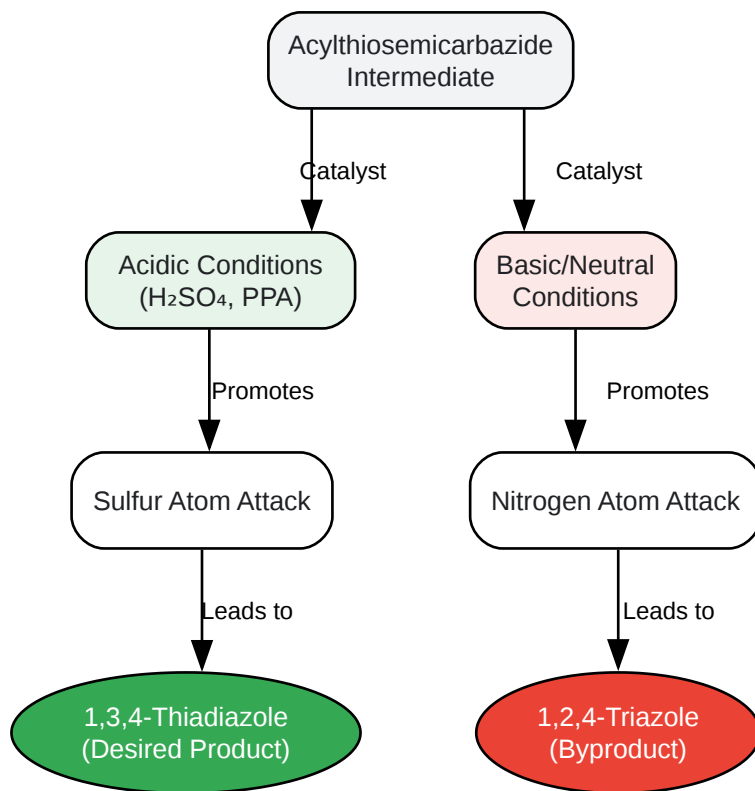 Acylthiosemicarbazide
Intermediate
Catalyst
Catalyst
Acidic Conditions
(H₂SO₄, PPA)
Basic/Neutral
Conditions
Promotes
Promotes
Sulfur Atom Attack
Nitrogen Atom Attack
Leads to
Leads to
1,3,4-Thiadiazole
(Desired Product)
1,2,4-Triazole
(Byproduct)